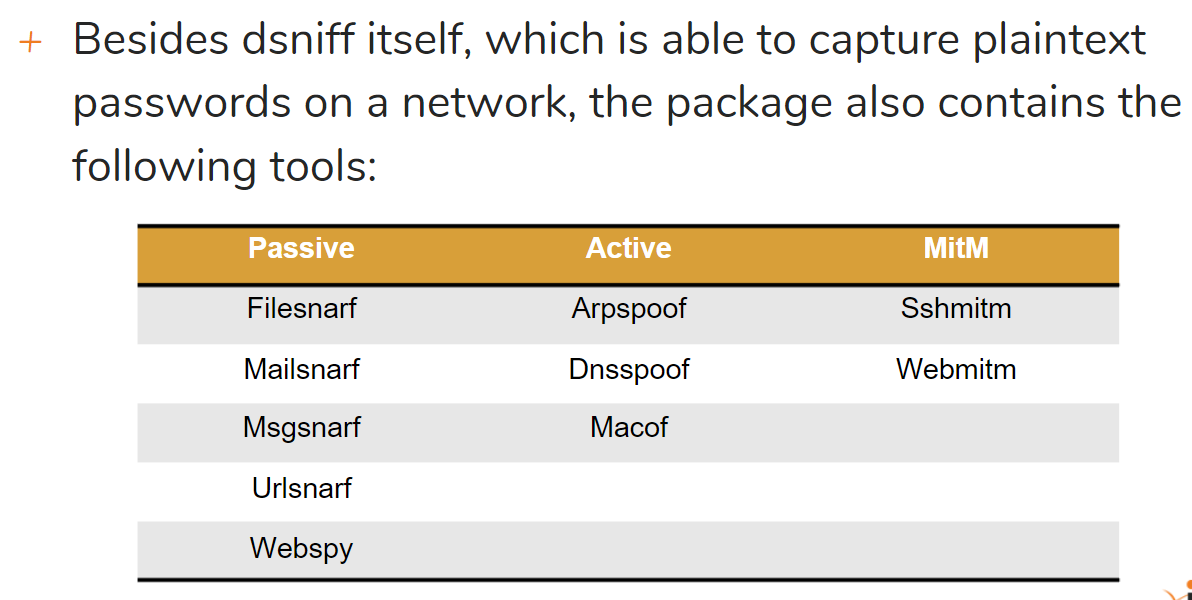 + Besides dsniff itself, which is able to capture plaintext
passwords on a network, the package also contains the
following tools:
Passive Active MitM
Filesnarf Arpspoof Sshmitm
Mailsnarf Dnsspoof Webmitm
Msgsnarf Macof
Urlsnarf
Webspy